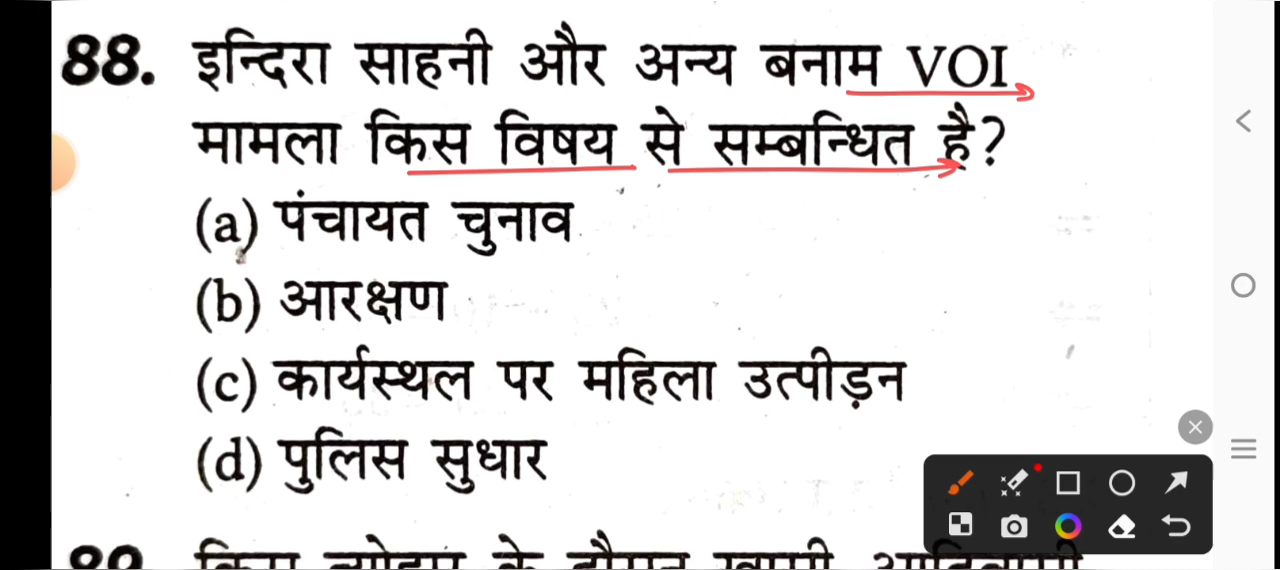 88. इन्दिरा साहनी और अन्य बनाम VOI
मामला किस विषय से सम्बन्धित है?
(a) पंचायत चुनाव
(b) आरक्षण
(c) कार्यस्थल पर महिला उत्पीड़न
(d) पुलिस सुधार